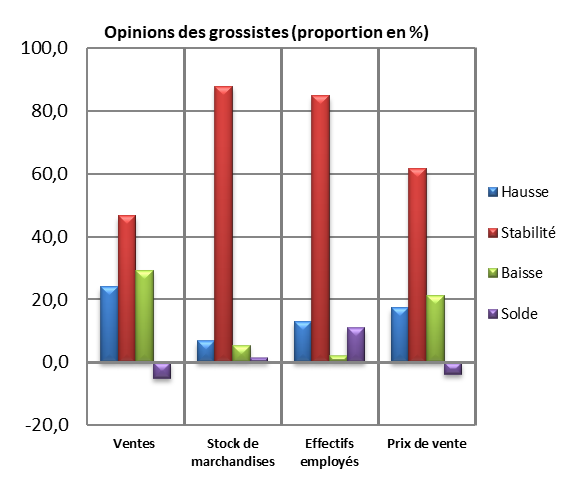 Opinions des grossistes (proportion en %)
100,0
80,0
60,0
40,0
20,0
0,0
-20,0
Ventes
Stock de
marchandises
Effectifs
employés
Prix de vente
Hausse
Stabilité
Baisse
Solde